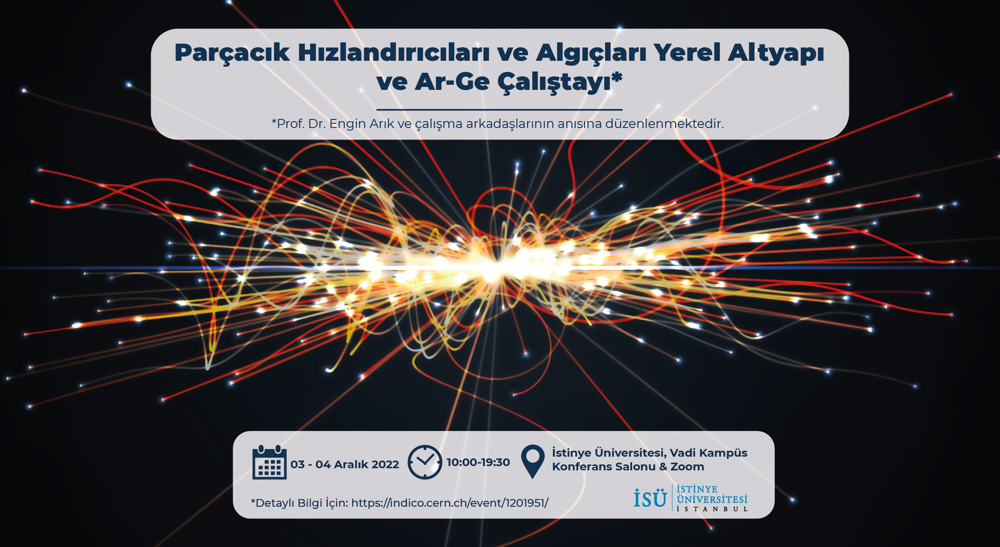 Parçacık Hızlandırıcıları ve Algıçları Yerel Altyapı
ve Ar-Ge Çalıştayı*
*Prof. Dr. Engin Arık ve çalışma arkadaşlarının anısına düzenlenmektedir.
03 - 04 Aralık 2022
10:00-19:30
İstinye Üniversitesi, Vadi Kampüs
Konferans Salonu & Zoom
*Detaylı Bilgi İçin: https://indico.cern.ch/event/1201951/
İSÜ
İSTİNYE
ÜNİVERSİTESİ
İSTANBUL